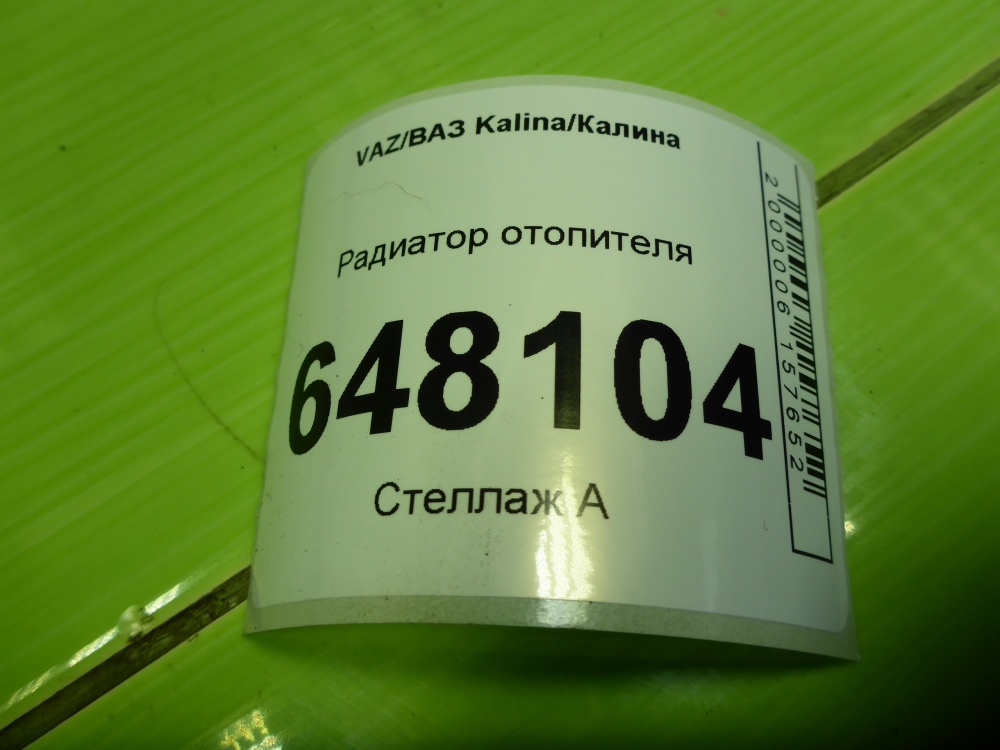 VAZ/ВАЗ Kalina/Калина
Радиатор отопителя
648104
Стеллаж А
2000006157652